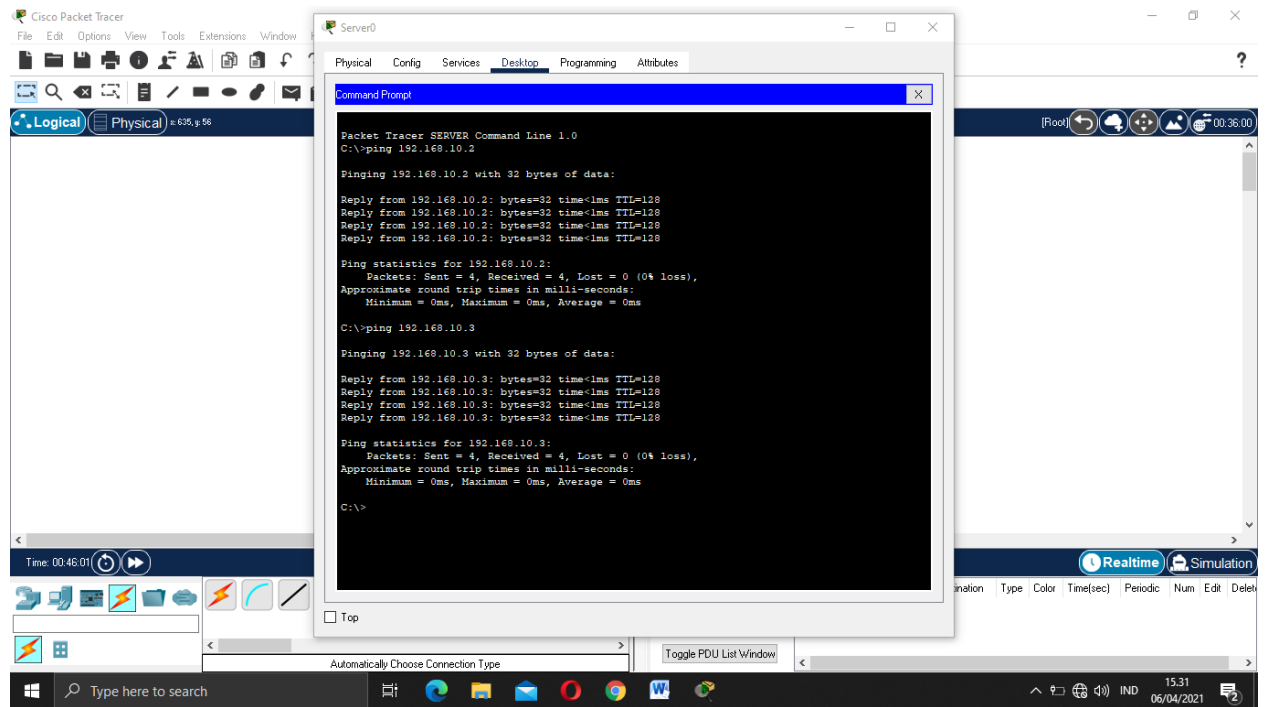 Cisco Packet Tracer
File Edit Options View Tools Extensions Window
Server0
Physical Config Services Desktop Programming Attributes
?
Command Prompt
X
Logical Physical x: 635, y: 56
[Root] 00:36:00
Packet Tracer SERVER Command Line 1.0
C:\>ping 192.168.10.2
Pinging 192.168.10.2 with 32 bytes of data:
Reply from 192.168.10.2: bytes=32 time<1ms TTL=128
Reply from 192.168.10.2: bytes=32 time<1ms TTL=128
Reply from 192.168.10.2: bytes=32 time<1ms TTL=128
Reply from 192.168.10.2: bytes=32 time<1ms TTL=128
Ping statistics for 192.168.10.2:
Packets: Sent = 4, Received = 4, Lost = 0 (0% loss),
Approximate round trip times in milli-seconds:
Minimum = 0ms, Maximum = 0ms, Average = 0ms
C:\>ping 192.168.10.3
Pinging 192.168.10.3 with 32 bytes of data:
Reply from 192.168.10.3: bytes=32 time<1ms TTL=128
Reply from 192.168.10.3: bytes=32 time<1ms TTL=128
Reply from 192.168.10.3: bytes=32 time<1ms TTL=128
Reply from 192.168.10.3: bytes=32 time<1ms TTL=128
Ping statistics for 192.168.10.3:
Packets: Sent = 4, Received = 4, Lost = 0 (0% loss),
Approximate round trip times in milli-seconds:
Minimum = 0ms, Maximum = 0ms, Average = 0ms
C:\>
Time: 00:46:01
Realtime Simulation
Type Color Time(sec) Periodic Num Edit
Top
Toggle PDU List Window
Automatically Choose Connection Type
Type here to search
IND
15.31
06/04/2021
2